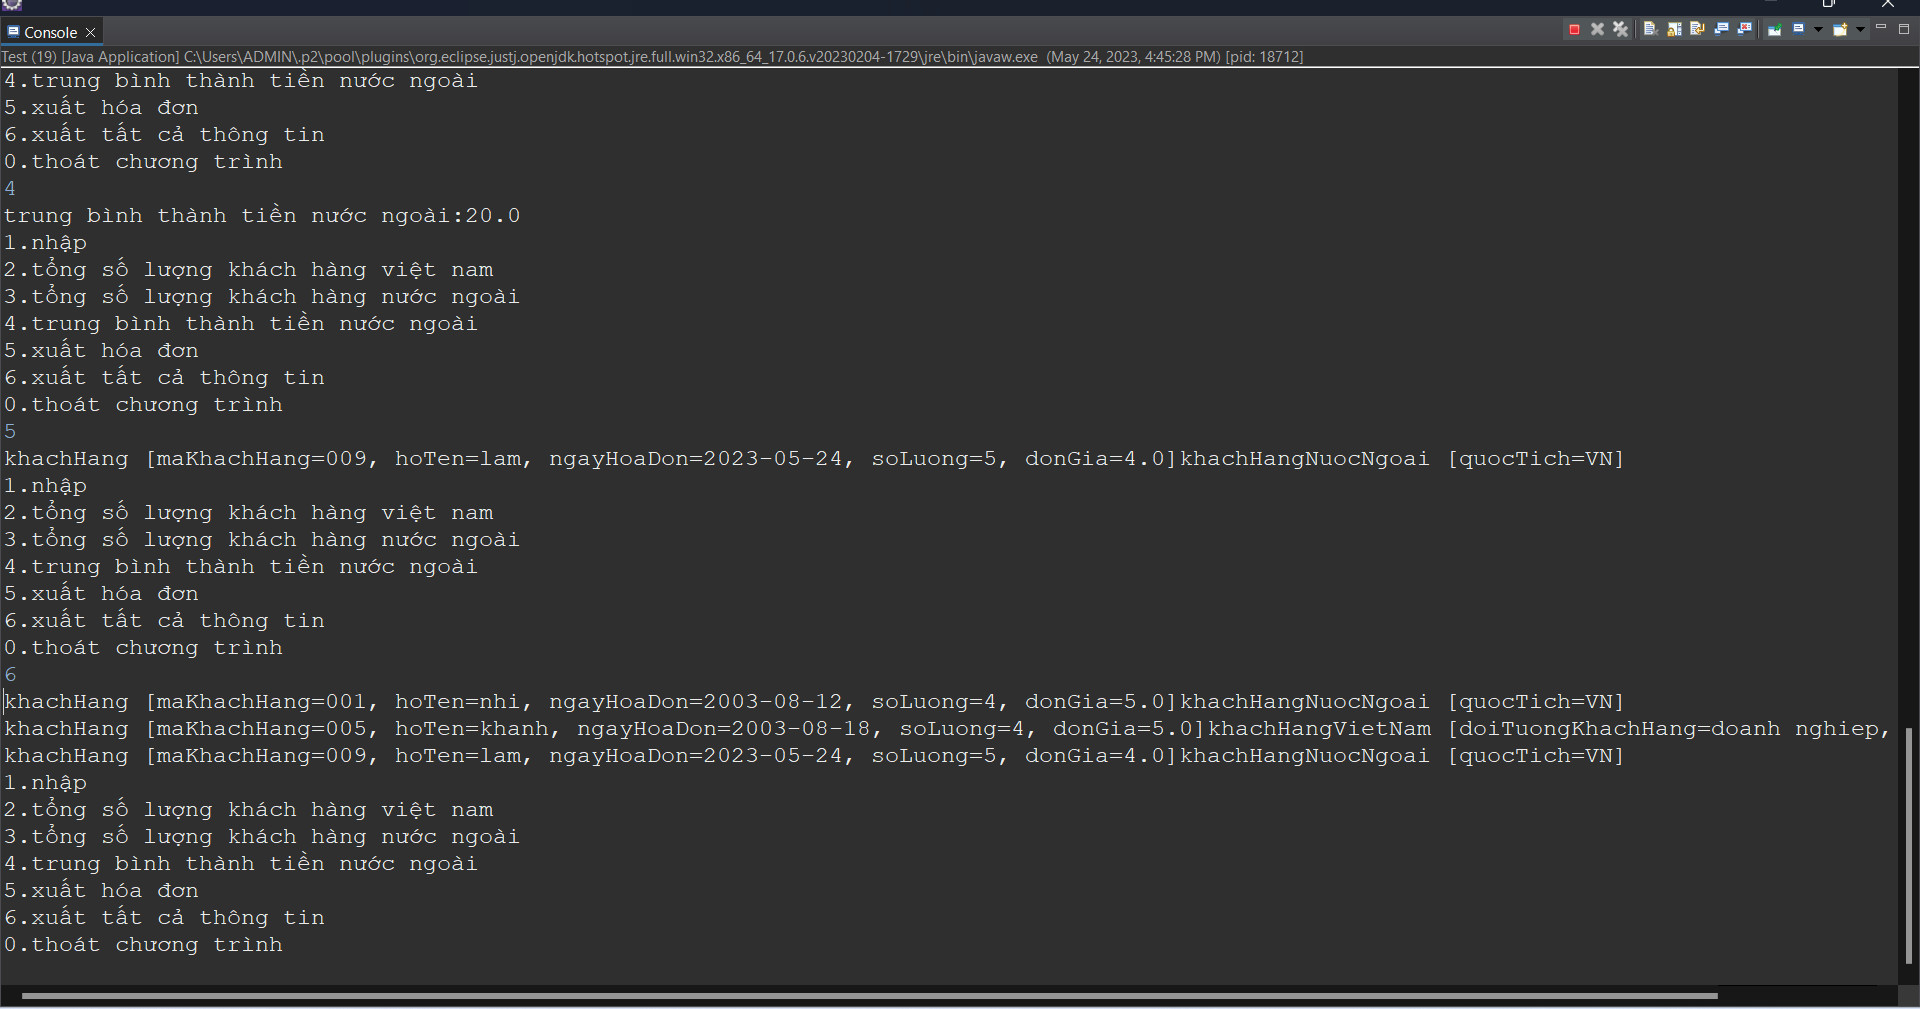 Console
Test (19) [Java Application] C:\Users\ADMIN\.p2\pool\plugins\org.eclipse.justj.openjdk.hotspot.jre.full.win32.x86_64_17.0.6.v20230204-1729\jre\bin\javaw.exe (May 24, 2023, 4:45:28 PM) [pid: 18712]
4.trung bình thành tiền nước ngoài
5.xuất hóa đơn
6.xuất tất cả thông tin
0.thoát chương trình
4
trung bình thành tiền nước ngoài:20.0
1.nhập
2.tổng số lượng khách hàng việt nam
3.tổng số lượng khách hàng nước ngoài
4.trung bình thành tiền nước ngoài
5.xuất hóa đơn
6.xuất tất cả thông tin
0.thoát chương trình
5
khachHang [maKhachHang=009, hoTen=lam, ngayHoaDon=2023-05-24, soLuong=5, donGia=4.0]khachHangNuocNgoai [quocTich=VN]
1.nhập
2.tổng số lượng khách hàng việt nam
3.tổng số lượng khách hàng nước ngoài
4.trung bình thành tiền nước ngoài
5.xuất hóa đơn
6.xuất tất cả thông tin
0.thoát chương trình
6
khachHang [maKhachHang=001, hoTen=nhi, ngayHoaDon=2003-08-12, soLuong=4, donGia=5.0]khachHangNuocNgoai [quocTich=VN]
khachHang [maKhachHang=005, hoTen=khanh, ngayHoaDon=2003-08-18, soLuong=4, donGia=5.0]khachHangVietNam [doiTuongKhachHang=doanh nghiep,
khachHang [maKhachHang=009, hoTen=lam, ngayHoaDon=2023-05-24, soLuong=5, donGia=4.0]khachHangNuocNgoai [quocTich=VN]
1.nhập
2.tổng số lượng khách hàng việt nam
3.tổng số lượng khách hàng nước ngoài
4.trung bình thành tiền nước ngoài
5.xuất hóa đơn
6.xuất tất cả thông tin
0.thoát chương trình